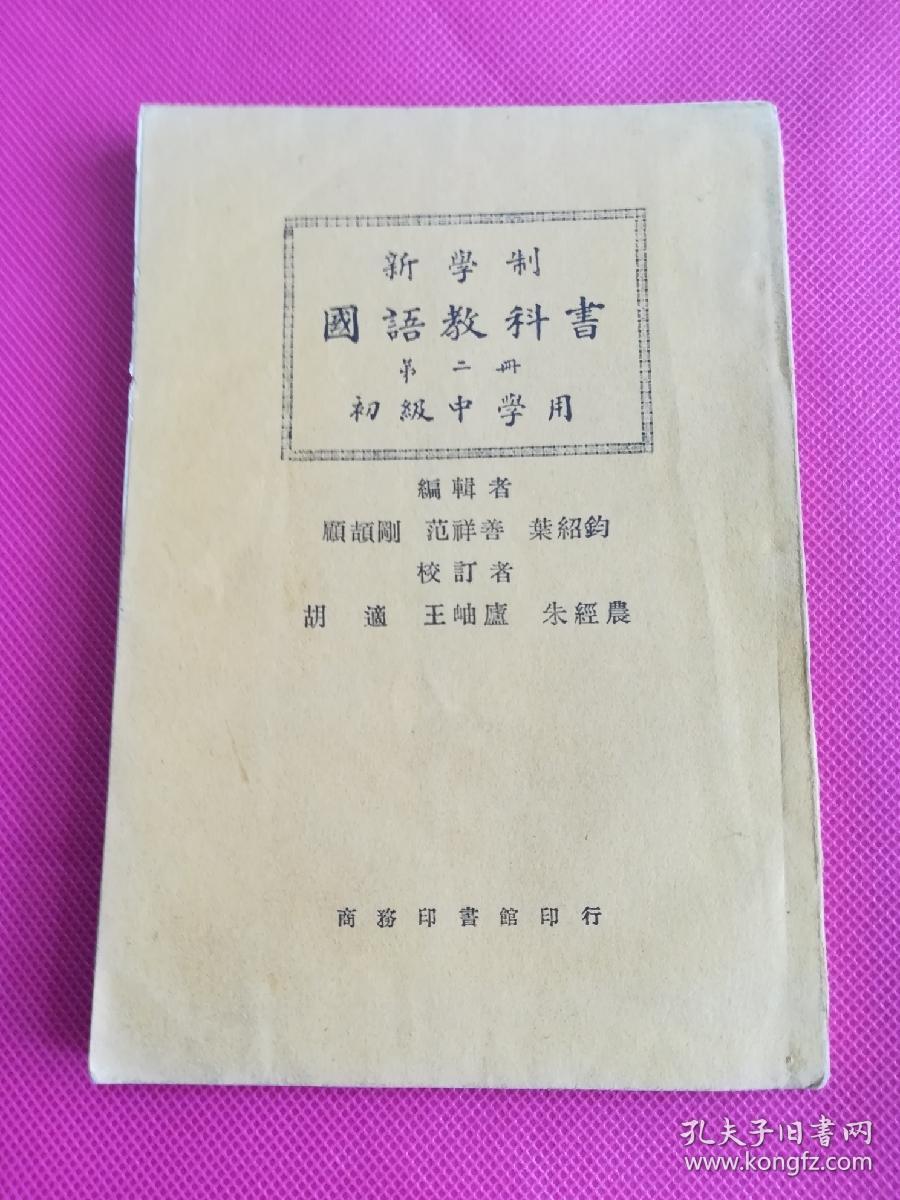 新學制
國語教科書
第二冊
初級中學用
編輯者
顧頡剛 范祥善 葉紹鈞
校訂者
胡適 王岫廬 朱經農
商務印書館印行
孔夫子旧书网
www.kongfz.com